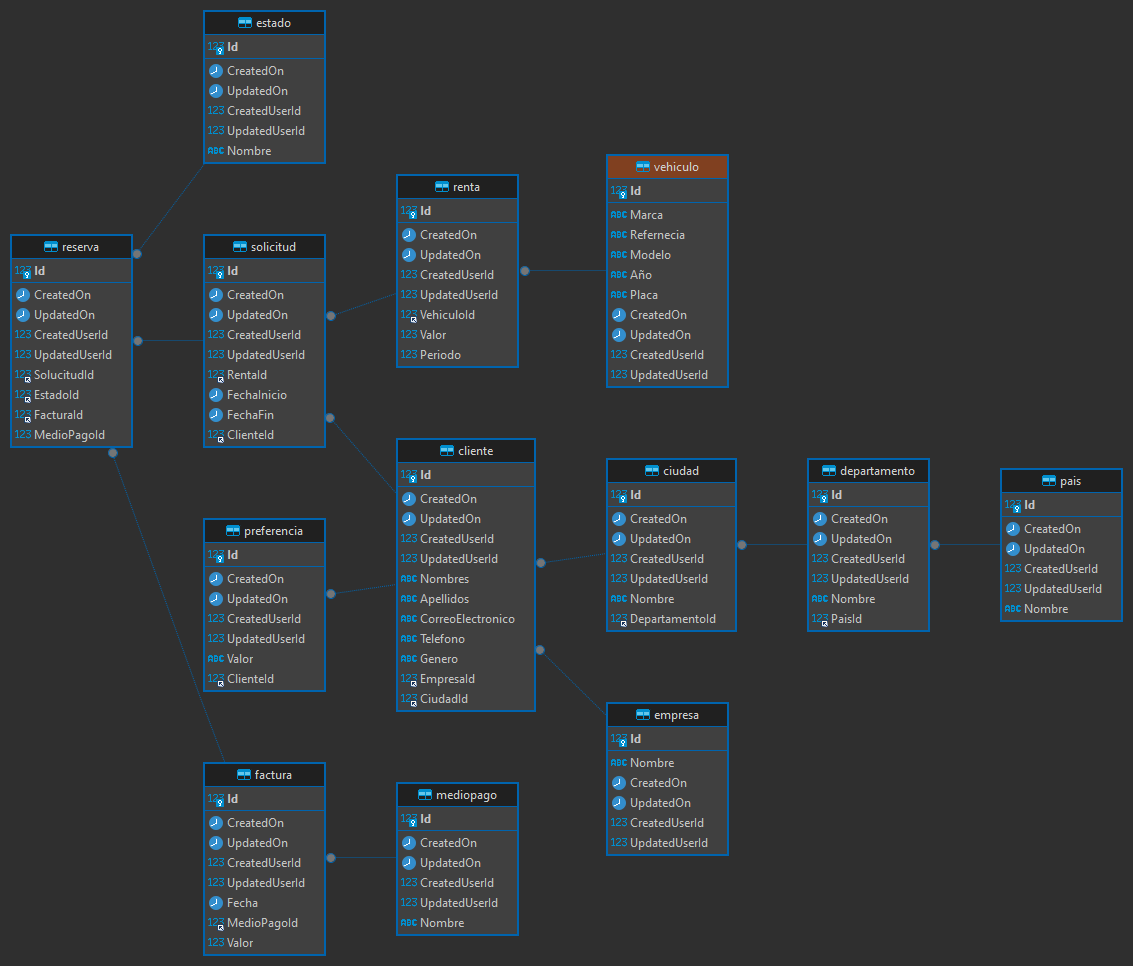 estado
123 Id
CreatedOn
UpdatedOn
123 CreatedUserId
123 UpdatedUserId
ABC Nombre
reserva
123 Id
CreatedOn
UpdatedOn
123 CreatedUserId
123 UpdatedUserId
123 SolucitudId
123 EstadoId
123 FacturaId
123 MedioPagoId
solicitud
123 Id
CreatedOn
UpdatedOn
123 CreatedUserId
123 UpdatedUserId
123 RentaId
FechaInicio
FechaFin
123 ClienteId
renta
123 Id
CreatedOn
UpdatedOn
123 CreatedUserId
123 UpdatedUserId
123 VehiculoId
123 Valor
123 Periodo
vehiculo
123 Id
ABC Marca
ABC Refernecia
ABC Modelo
ABC Año
ABC Placa
CreatedOn
UpdatedOn
123 CreatedUserId
123 UpdatedUserId
preferencia
123 Id
CreatedOn
UpdatedOn
123 CreatedUserId
123 UpdatedUserId
ABC Valor
123 ClienteId
cliente
123 Id
CreatedOn
UpdatedOn
123 CreatedUserId
123 UpdatedUserId
ABC Nombres
ABC Apellidos
ABC CorreoElectronico
ABC Telefono
ABC Genero
123 EmpresaId
123 CiudadId
ciudad
123 Id
CreatedOn
UpdatedOn
123 CreatedUserId
123 UpdatedUserId
ABC Nombre
123 DepartamentoId
departamento
123 Id
CreatedOn
UpdatedOn
123 CreatedUserId
123 UpdatedUserId
ABC Nombre
123 PaisId
pais
123 Id
CreatedOn
UpdatedOn
123 CreatedUserId
123 UpdatedUserId
ABC Nombre
factura
123 Id
CreatedOn
UpdatedOn
123 CreatedUserId
123 UpdatedUserId
Fecha
123 MedioPagoId
123 Valor
mediopago
123 Id
CreatedOn
UpdatedOn
123 CreatedUserId
123 UpdatedUserId
ABC Nombre
empresa
123 Id
ABC Nombre
CreatedOn
UpdatedOn
123 CreatedUserId
123 UpdatedUserId